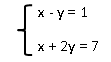 x - y = 1
x + 2y = 7